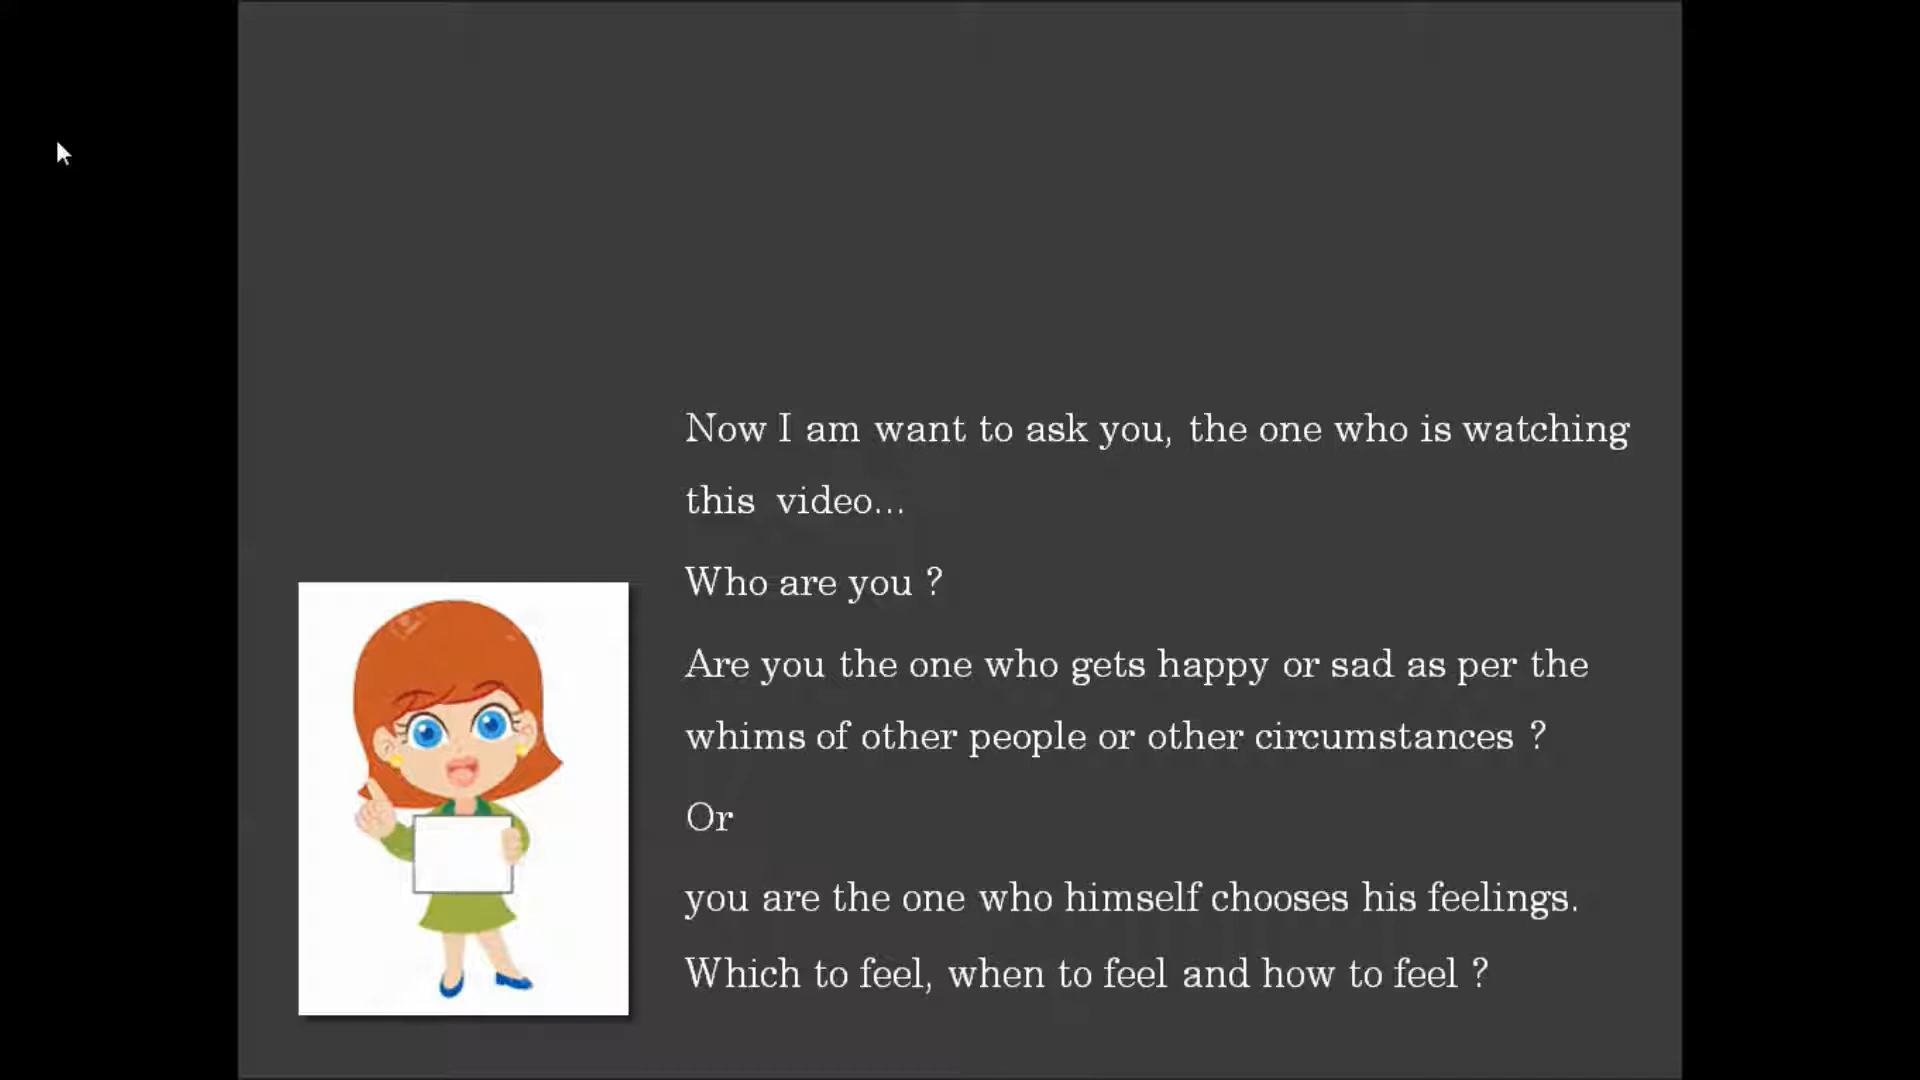 Now I am want to ask you, the one who is watching
this video...
Who are you ?
Are you the one who gets happy or sad as per the
whims of other people or other circumstances ?
Or
you are the one who himself chooses his feelings.
Which to feel, when to feel and how to feel ?